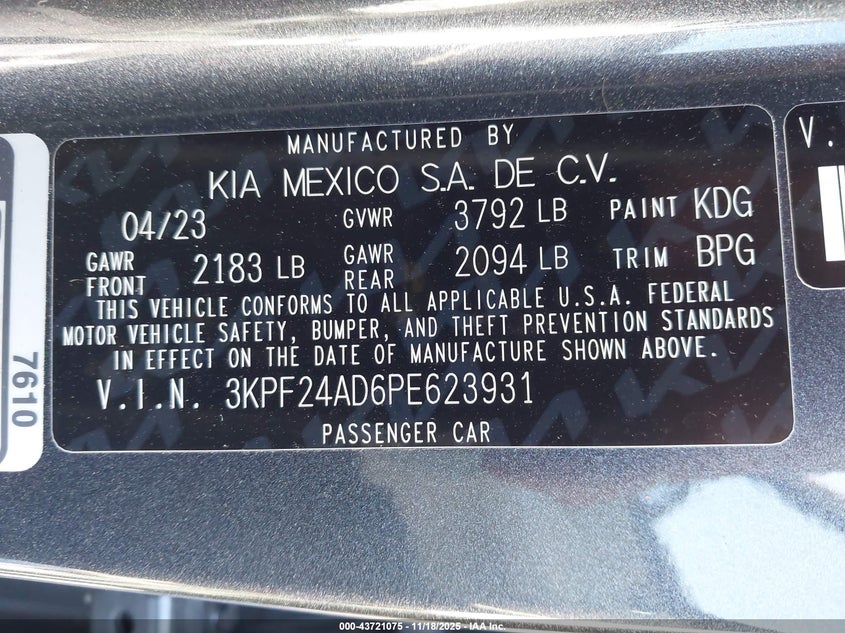 MANUFACTURED BY
KIA MEXICO S.A. DE C.V.
04/23 GVWR 3792 LB PAINT KDG
GAWR FRONT 2183 LB GAWR REAR 2094 LB TRIM BPG
THIS VEHICLE CONFORMS TO ALL APPLICABLE U.S.A. FEDERAL
MOTOR VEHICLE SAFETY, BUMPER, AND THEFT PREVENTION STANDARDS
IN EFFECT ON THE DATE OF MANUFACTURE SHOWN ABOVE.
V.I.N. 3KPF24AD6PE623931
PASSENGER CAR
7610
V.
000-43721075 - 11/18/2025 - © 2025 IAA, Inc.